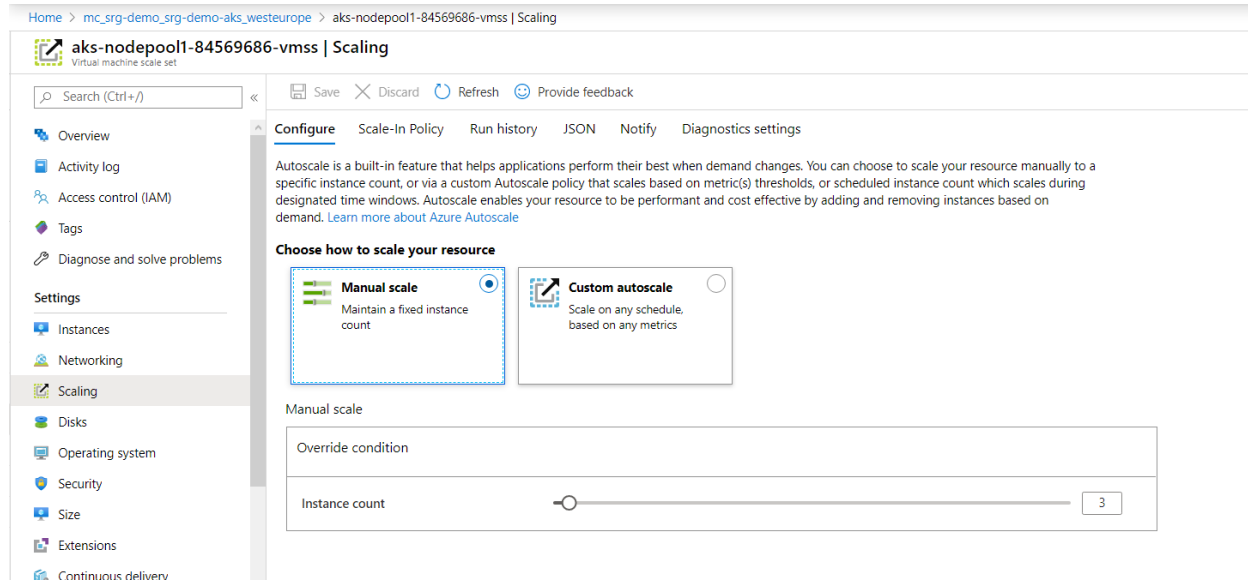 Home > mc_srg-demo_srg-demo-aks_westeurope > aks-nodepool1-84569686-vmss | Scaling
aks-nodepool1-84569686-vmss | Scaling
Virtual machine scale set
Search (Ctrl+/)
«
Overview
Activity log
Access control (IAM)
Tags
Diagnose and solve problems
Settings
Instances
Networking
Scaling
Disks
Operating system
Security
Size
Extensions
Continuous delivery
Save
Discard
Refresh
Provide feedback
Configure
Scale-In Policy
Run history
JSON
Notify
Diagnostics settings
Autoscale is a built-in feature that helps applications perform their best when demand changes. You can choose to scale your resource manually to a
specific instance count, or via a custom Autoscale policy that scales based on metric(s) thresholds, or scheduled instance count which scales during
designated time windows. Autoscale enables your resource to be performant and cost effective by adding and removing instances based on
demand. Learn more about Azure Autoscale
Choose how to scale your resource
Manual scale
Maintain a fixed instance
count
Custom autoscale
Scale on any schedule,
based on any metrics
Manual scale
Override condition
Instance count
3